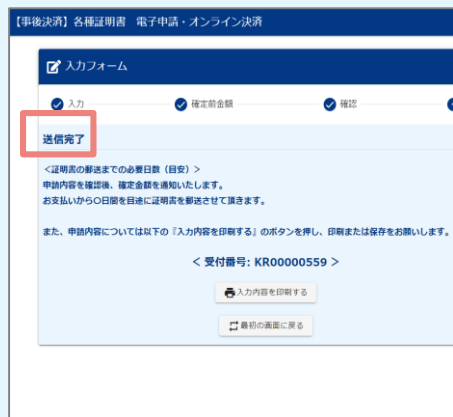 【事後決済】各種証明書 電子申請・オンライン決済
入力フォーム
入力
確定前金額
確認
送信完了
<証明書の郵送までの必要日数（目安）>
申請内容を確認後、確定金額を通知いたします。
お支払いから〇日間を目途に証明書を郵送させて頂きます。
また、申請内容については以下の『入力内容を印刷する』のボタンを押し、印刷または保存をお願いします。
< 受付番号: KR00000559 >
入力内容を印刷する
最初の画面に戻る